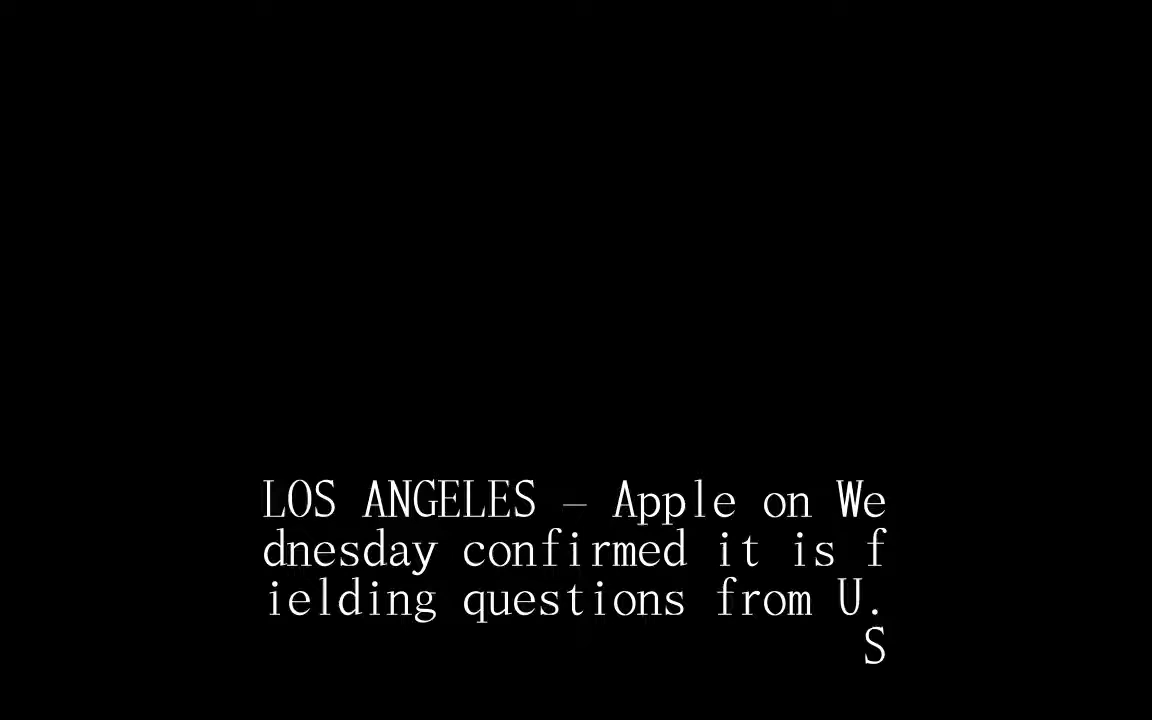 LOS ANGELES – Apple on We
dnesday confirmed it is f
ielding questions from U.
S